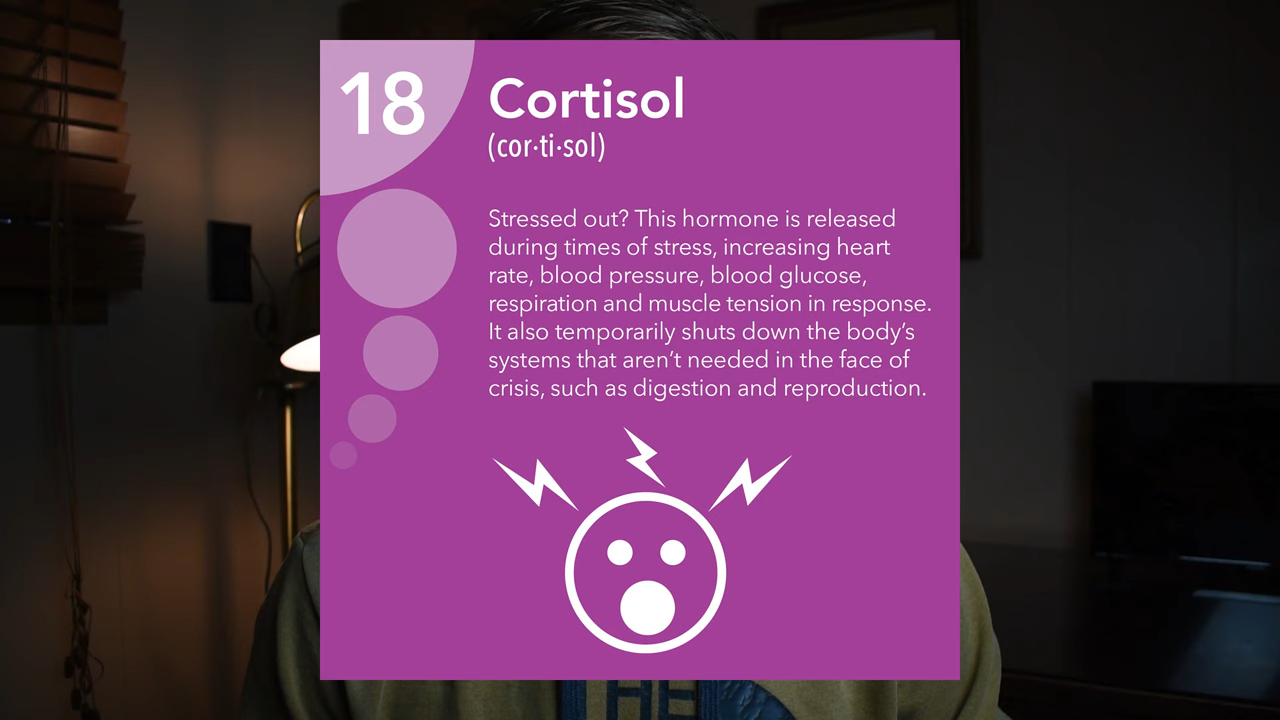 18
Cortisol
(cor·ti·sol)
Stressed out? This hormone is released
during times of stress, increasing heart
rate, blood pressure, blood glucose,
respiration and muscle tension in response.
It also temporarily shuts down the body’s
systems that aren’t needed in the face of
crisis, such as digestion and reproduction.